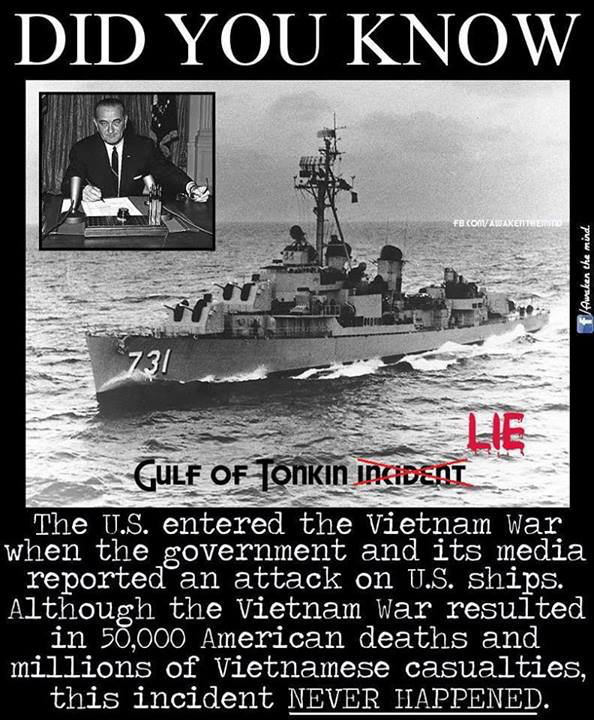 DID YOU KNOW
FB.COM/AWAKENTHEMIND
f /Awaken the mind.
731
LIE
GULF OF TONKIN INCIDENT
The U.S. entered the Vietnam War
when the government and its media
reported an attack on U.S. ships.
Although the Vietnam War resulted
in 50,000 American deaths and
millions of Vietnamese casualties,
this incident NEVER HAPPENED.